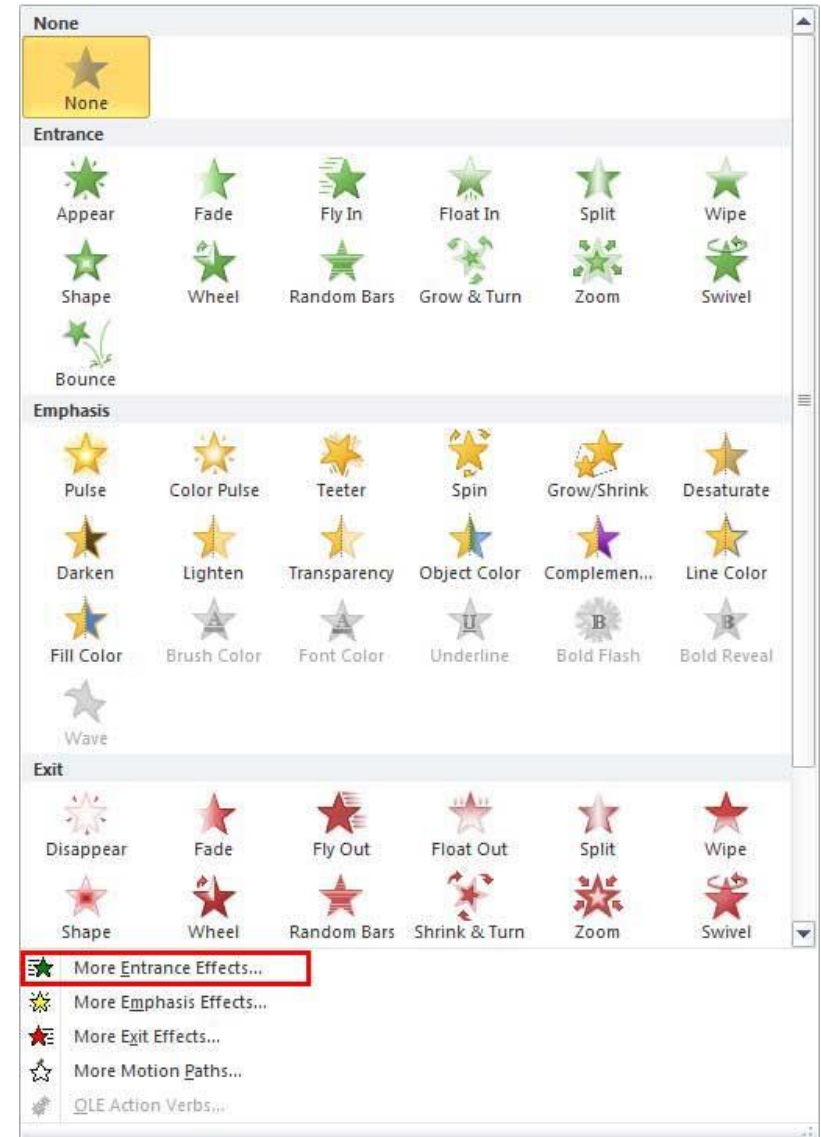 None
None
Entrance
Appear Fade Fly In Float In Split Wipe
Shape Wheel Random Bars Grow & Turn Zoom Swivel
Bounce
Emphasis
Pulse Color Pulse Teeter Spin Grow/Shrink Desaturate
Darken Lighten Transparency Object Color Complemen... Line Color
Fill Color Brush Color Font Color Underline Bold Flash Bold Reveal
Wave
Exit
Disappear Fade Fly Out Float Out Split Wipe
Shape Wheel Random Bars Shrink & Turn Zoom Swivel
More Entrance Effects...
More Emphasis Effects...
More Exit Effects...
More Motion Paths...
OLE Action Verbs...